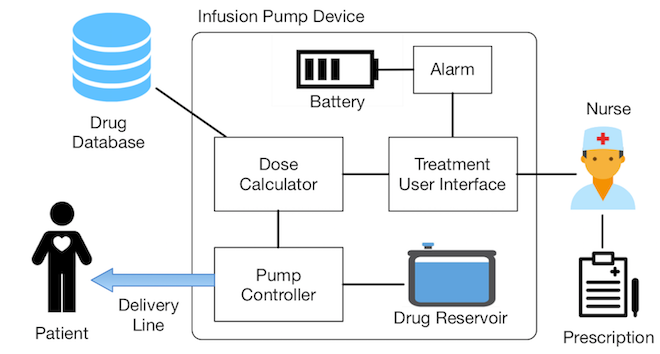 Infusion Pump Device
Drug
Database
Battery
Alarm
Nurse
Dose
Calculator
Treatment
User Interface
Patient
Delivery
Line
Pump
Controller
Drug Reservoir
Prescription